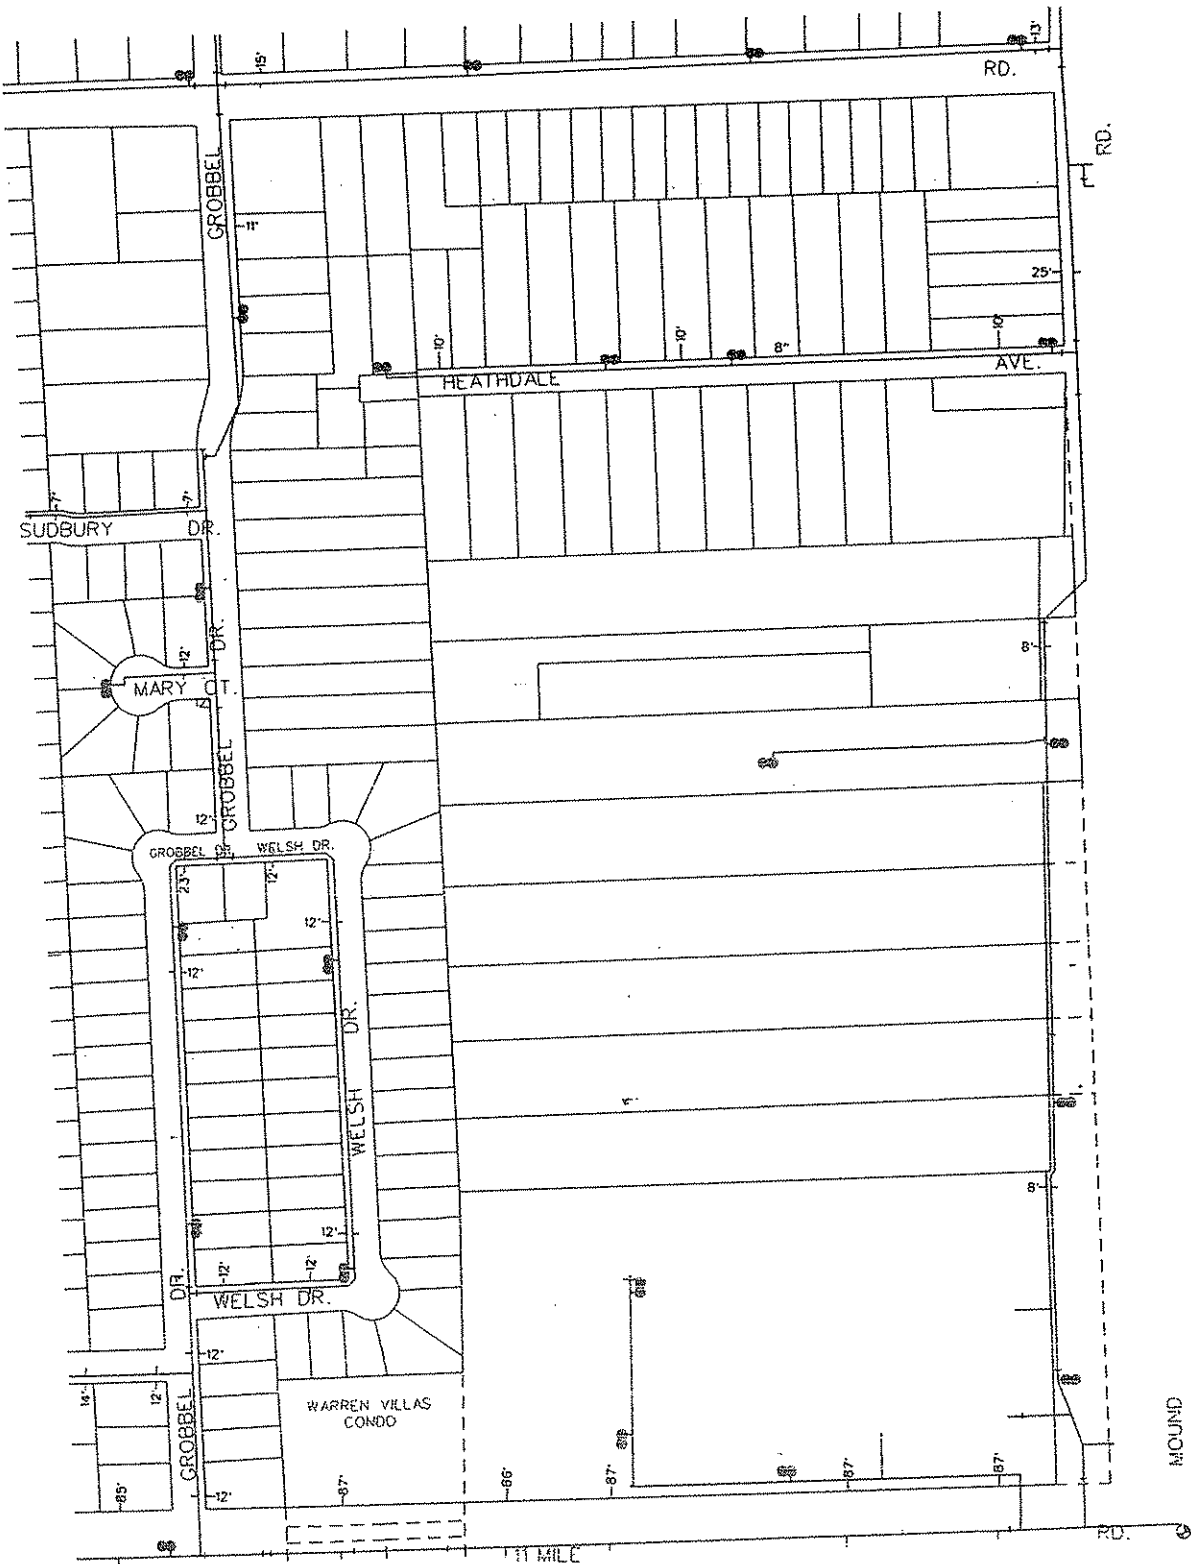 13'
15'
RD.
RD.
GROBBEL
11'
25'
10'
10'
8"
10'
HEATHDALE
AVE.
7'
7'
SUDBURY
DR.
DR.
12'
8'
MARY CT.
12'
GROBBEL
12'
GROBBEL
WELSH DR.
23'
12'
12'
12'
DR.
WELSH
8'
12'
12'
12'
DR.
WELSH DR.
12'
14'
12'
WARREN VILLAS
CONDO
GROBBEL
MOUND
85'
12'
87'
86'
87'
87'
87'
11 MILE
RD.